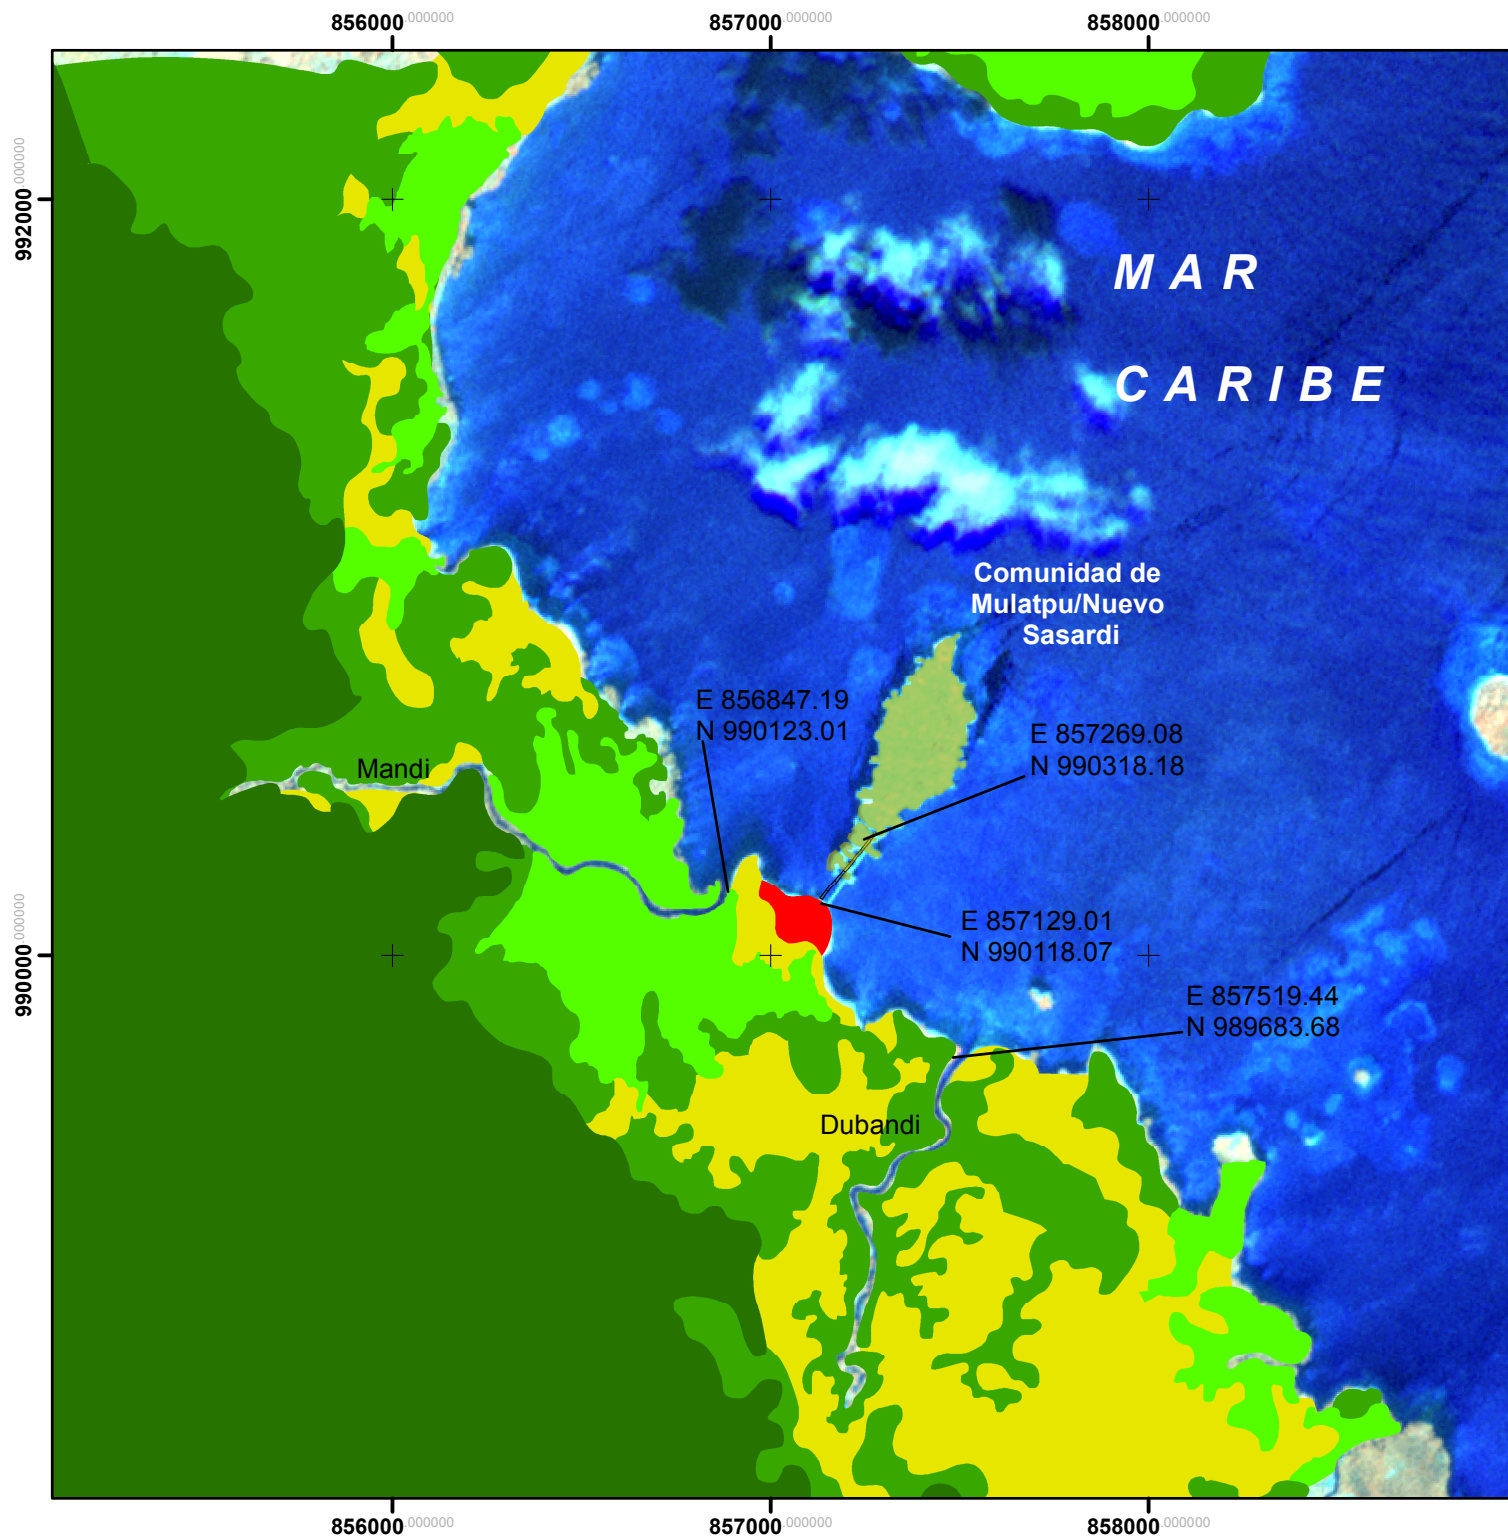 856000.000000
857000.000000
858000.000000
992000.000000
MAR
CARIBE
Comunidad de
Mulatpu/Nuevo
Sasardi
E 856847.19
N 990123.01
E 857269.08
N 990318.18
Mandi
E 857129.01
N 990118.07
990000.000000
E 857519.44
N 989683.68
Dubandi
856000.000000
857000.000000
858000.000000